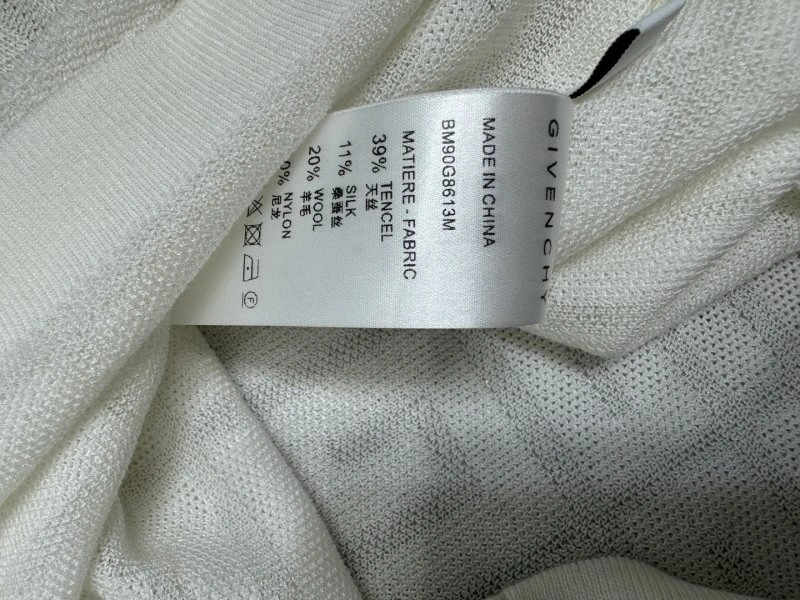 GIVENCHY
MADE IN CHINA
BM90G8613M
MATIERE - FABRIC
39% TENCEL
天丝
11% SILK
桑蚕丝
20% WOOL
羊毛
0% NYLON
尼龙
F